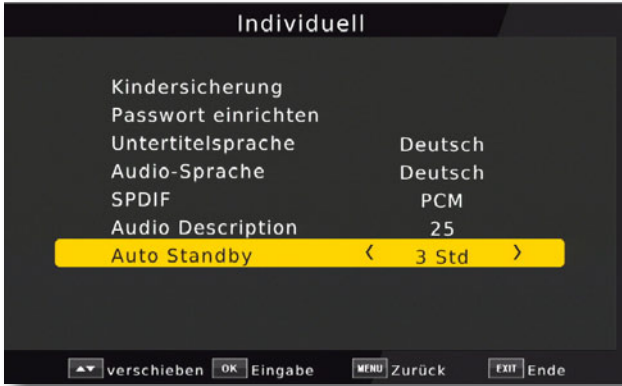 Individuell
Kindersicherung
Passwort einrichten
Untertitelsprache Deutsch
Audio-Sprache Deutsch
SPDIF PCM
Audio Description 25
Auto Standby < 3 Std >
▲▼ verschieben OK Eingabe MENU Zurück EXIT Ende